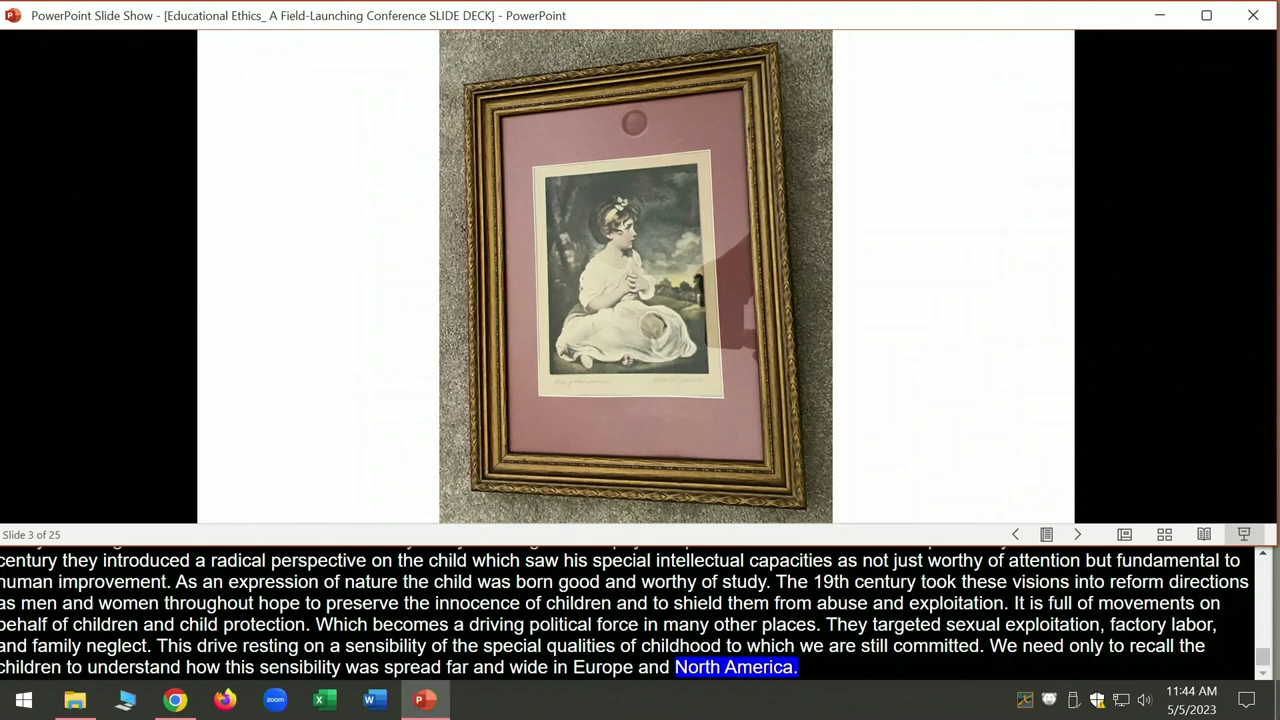 PowerPoint Slide Show - [Educational Ethics_ A Field-Launching Conference SLIDE DECK] - PowerPoint
Slide 3 of 25
century they introduced a radical perspective on the child which saw his special intellectual capacities as not just worthy of attention but fundamental to
human improvement. As an expression of nature the child was born good and worthy of study. The 19th century took these visions into reform directions
as men and women throughout hope to preserve the innocence of children and to shield them from abuse and exploitation. It is full of movements on
behalf of children and child protection. Which becomes a driving political force in many other places. They targeted sexual exploitation, factory labor,
and family neglect. This drive resting on a sensibility of the special qualities of childhood to which we are still committed. We need only to recall the
children to understand how this sensibility was spread far and wide in Europe and North America.
zoom
11:44 AM
5/5/2023